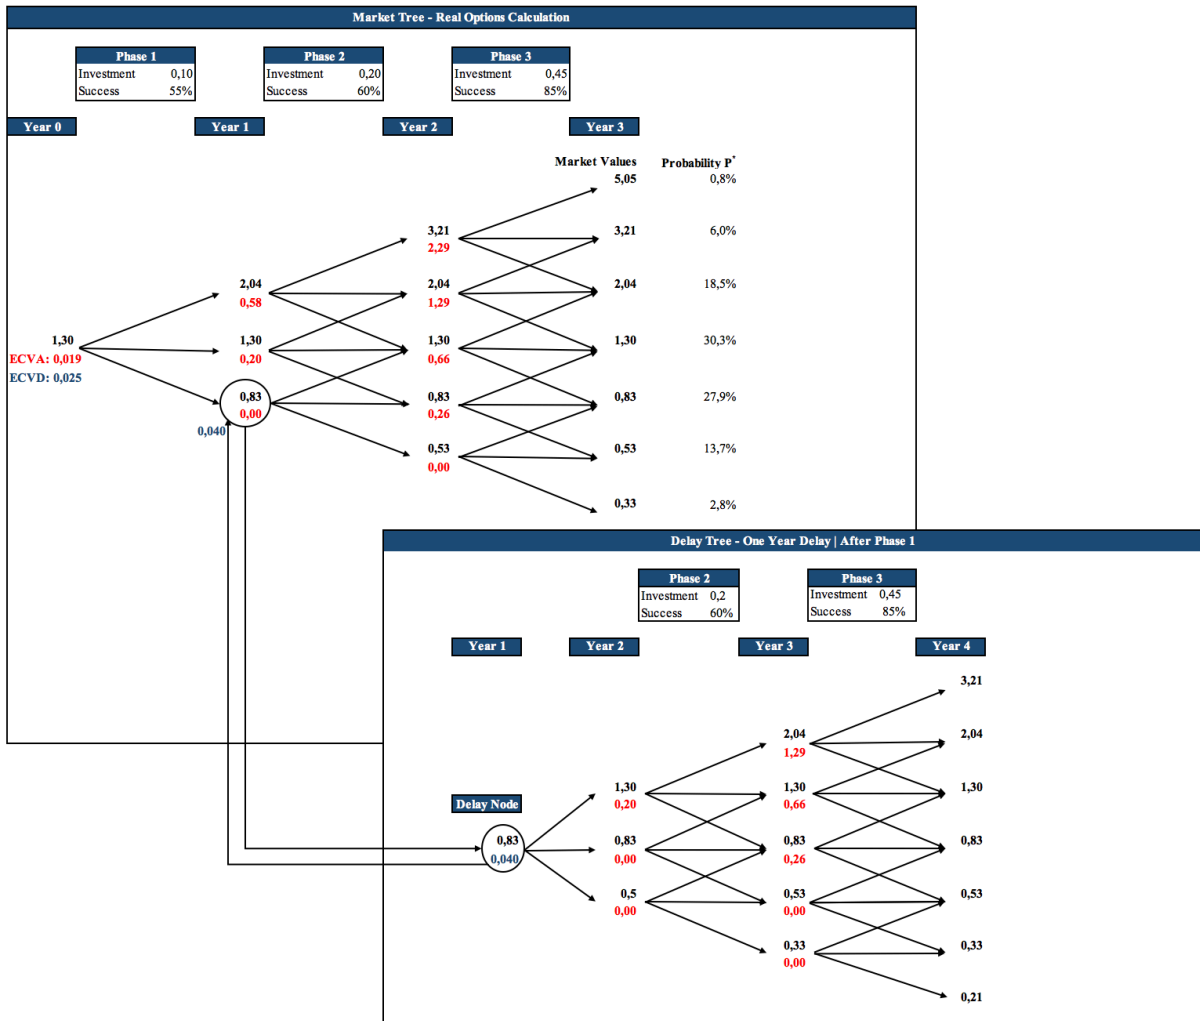 Market Tree - Real Options Calculation
Phase 1 Phase 2 Phase 3
Investment 0,10 Investment 0,20 Investment 0,45
Success 55% Success 60% Success 85%
Year 0 Year 1 Year 2 Year 3
Market Values Probability P*
5,05 0,8%
3,21 3,21 6,0%
2,29
2,04 2,04 2,04 18,5%
0,58 1,29
1,30 1,30 1,30 1,30 30,3%
ECVA: 0,019 0,20 0,66
ECVD: 0,025
0,83 0,83 0,83 27,9%
0,00 0,26
0,040
0,53 0,53 13,7%
0,00
0,33 2,8%
Delay Tree - One Year Delay | After Phase 1
Phase 2 Phase 3
Investment 0,2 Investment 0,45
Success 60% Success 85%
Year 1 Year 2 Year 3 Year 4
3,21
2,04 2,04
1,29
1,30 1,30 1,30
0,20 0,66
Delay Node
0,83 0,83 0,83 0,83
0,040 0,00 0,26
0,5 0,53 0,53
0,00 0,00
0,33 0,33
0,00
0,21